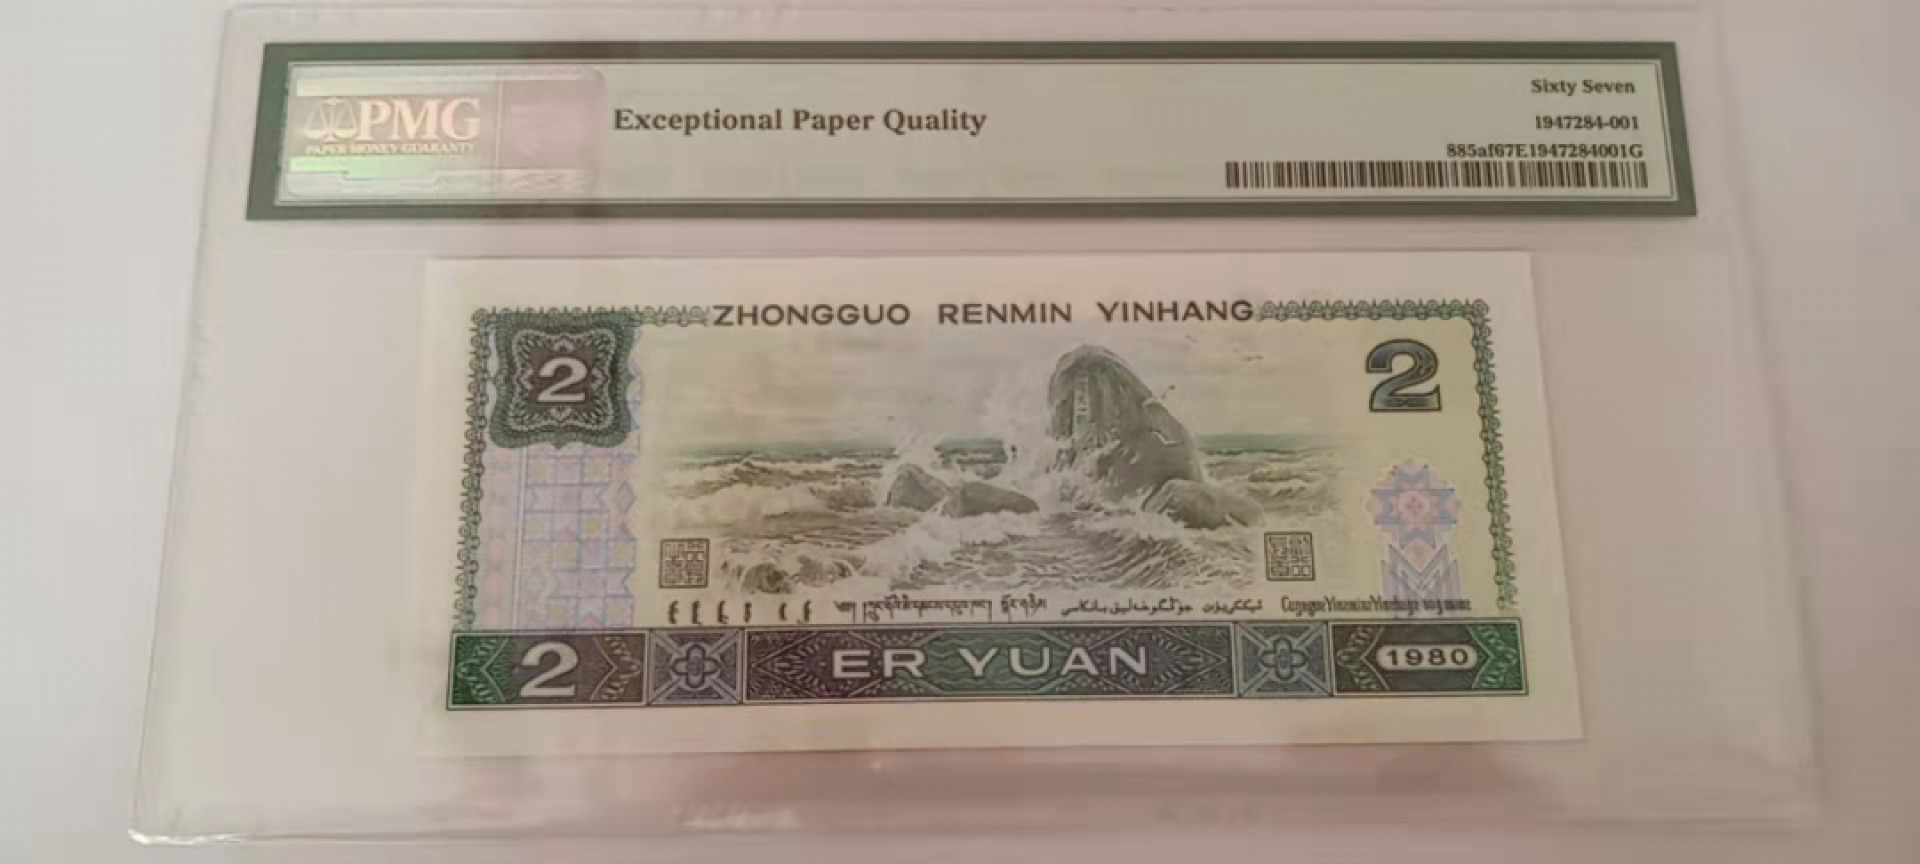 PMG
PAPER MONEY GUARANTY
Exceptional Paper Quality
Sixty Seven
1947284-001
885af67E1947284001G
ZHONGGUO RENMIN YINHANG
2
2
2
ER YUAN
1980